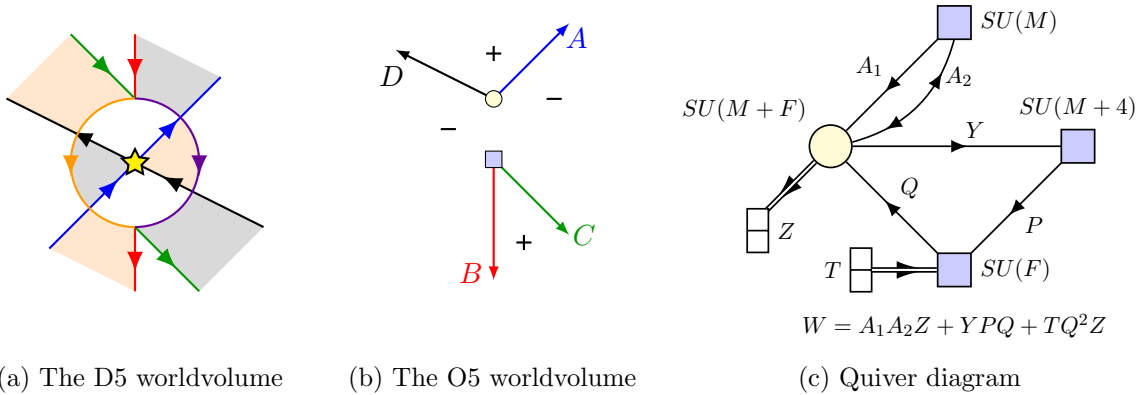 A
B
C
D
+
−
−
+
SU(M)
A₁
A₂
SU(M + F)
SU(M + 4)
Y
Q
P
Z
T
SU(F)
W = A₁A₂Z + YPQ + TQ²Z
(a) The D5 worldvolume
(b) The O5 worldvolume
(c) Quiver diagram